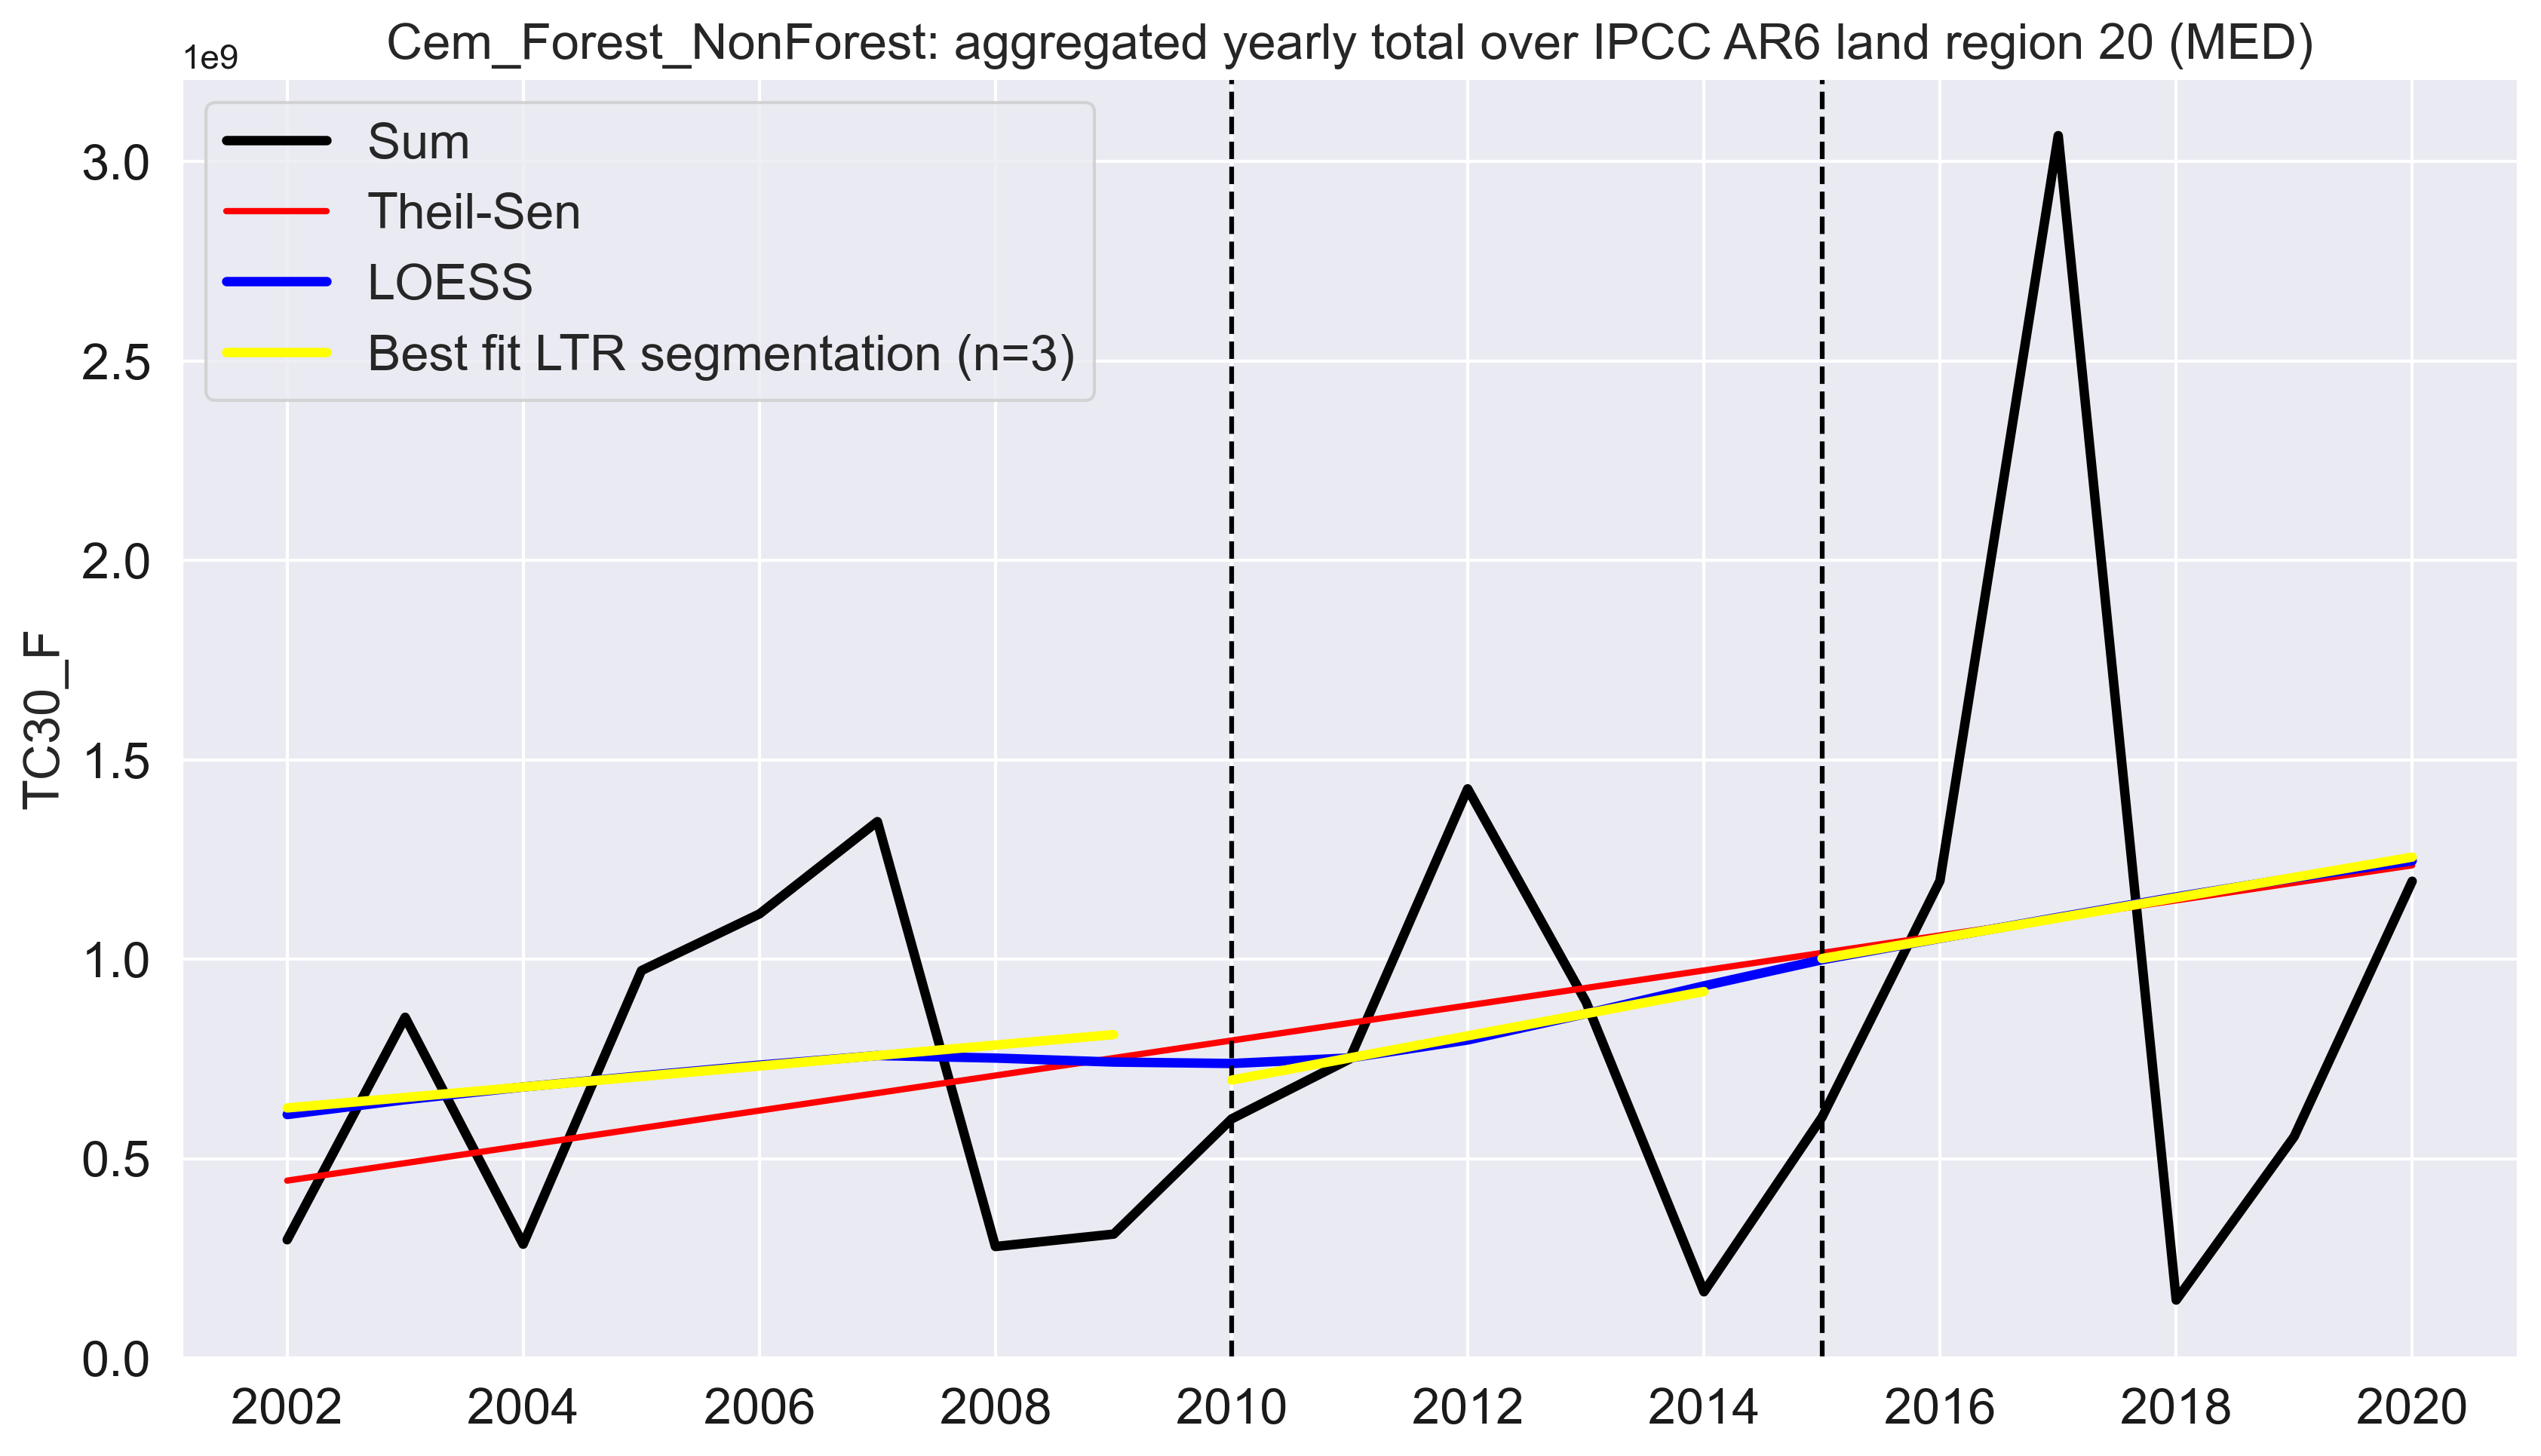 Cem_Forest_NonForest: aggregated yearly total over IPCC AR6 land region 20 (MED)
1e9
Sum
Theil-Sen
LOESS
Best fit LTR segmentation (n=3)
TC30_F
3.0
2.5
2.0
1.5
1.0
0.5
0.0
2002 2004 2006 2008 2010 2012 2014 2016 2018 2020